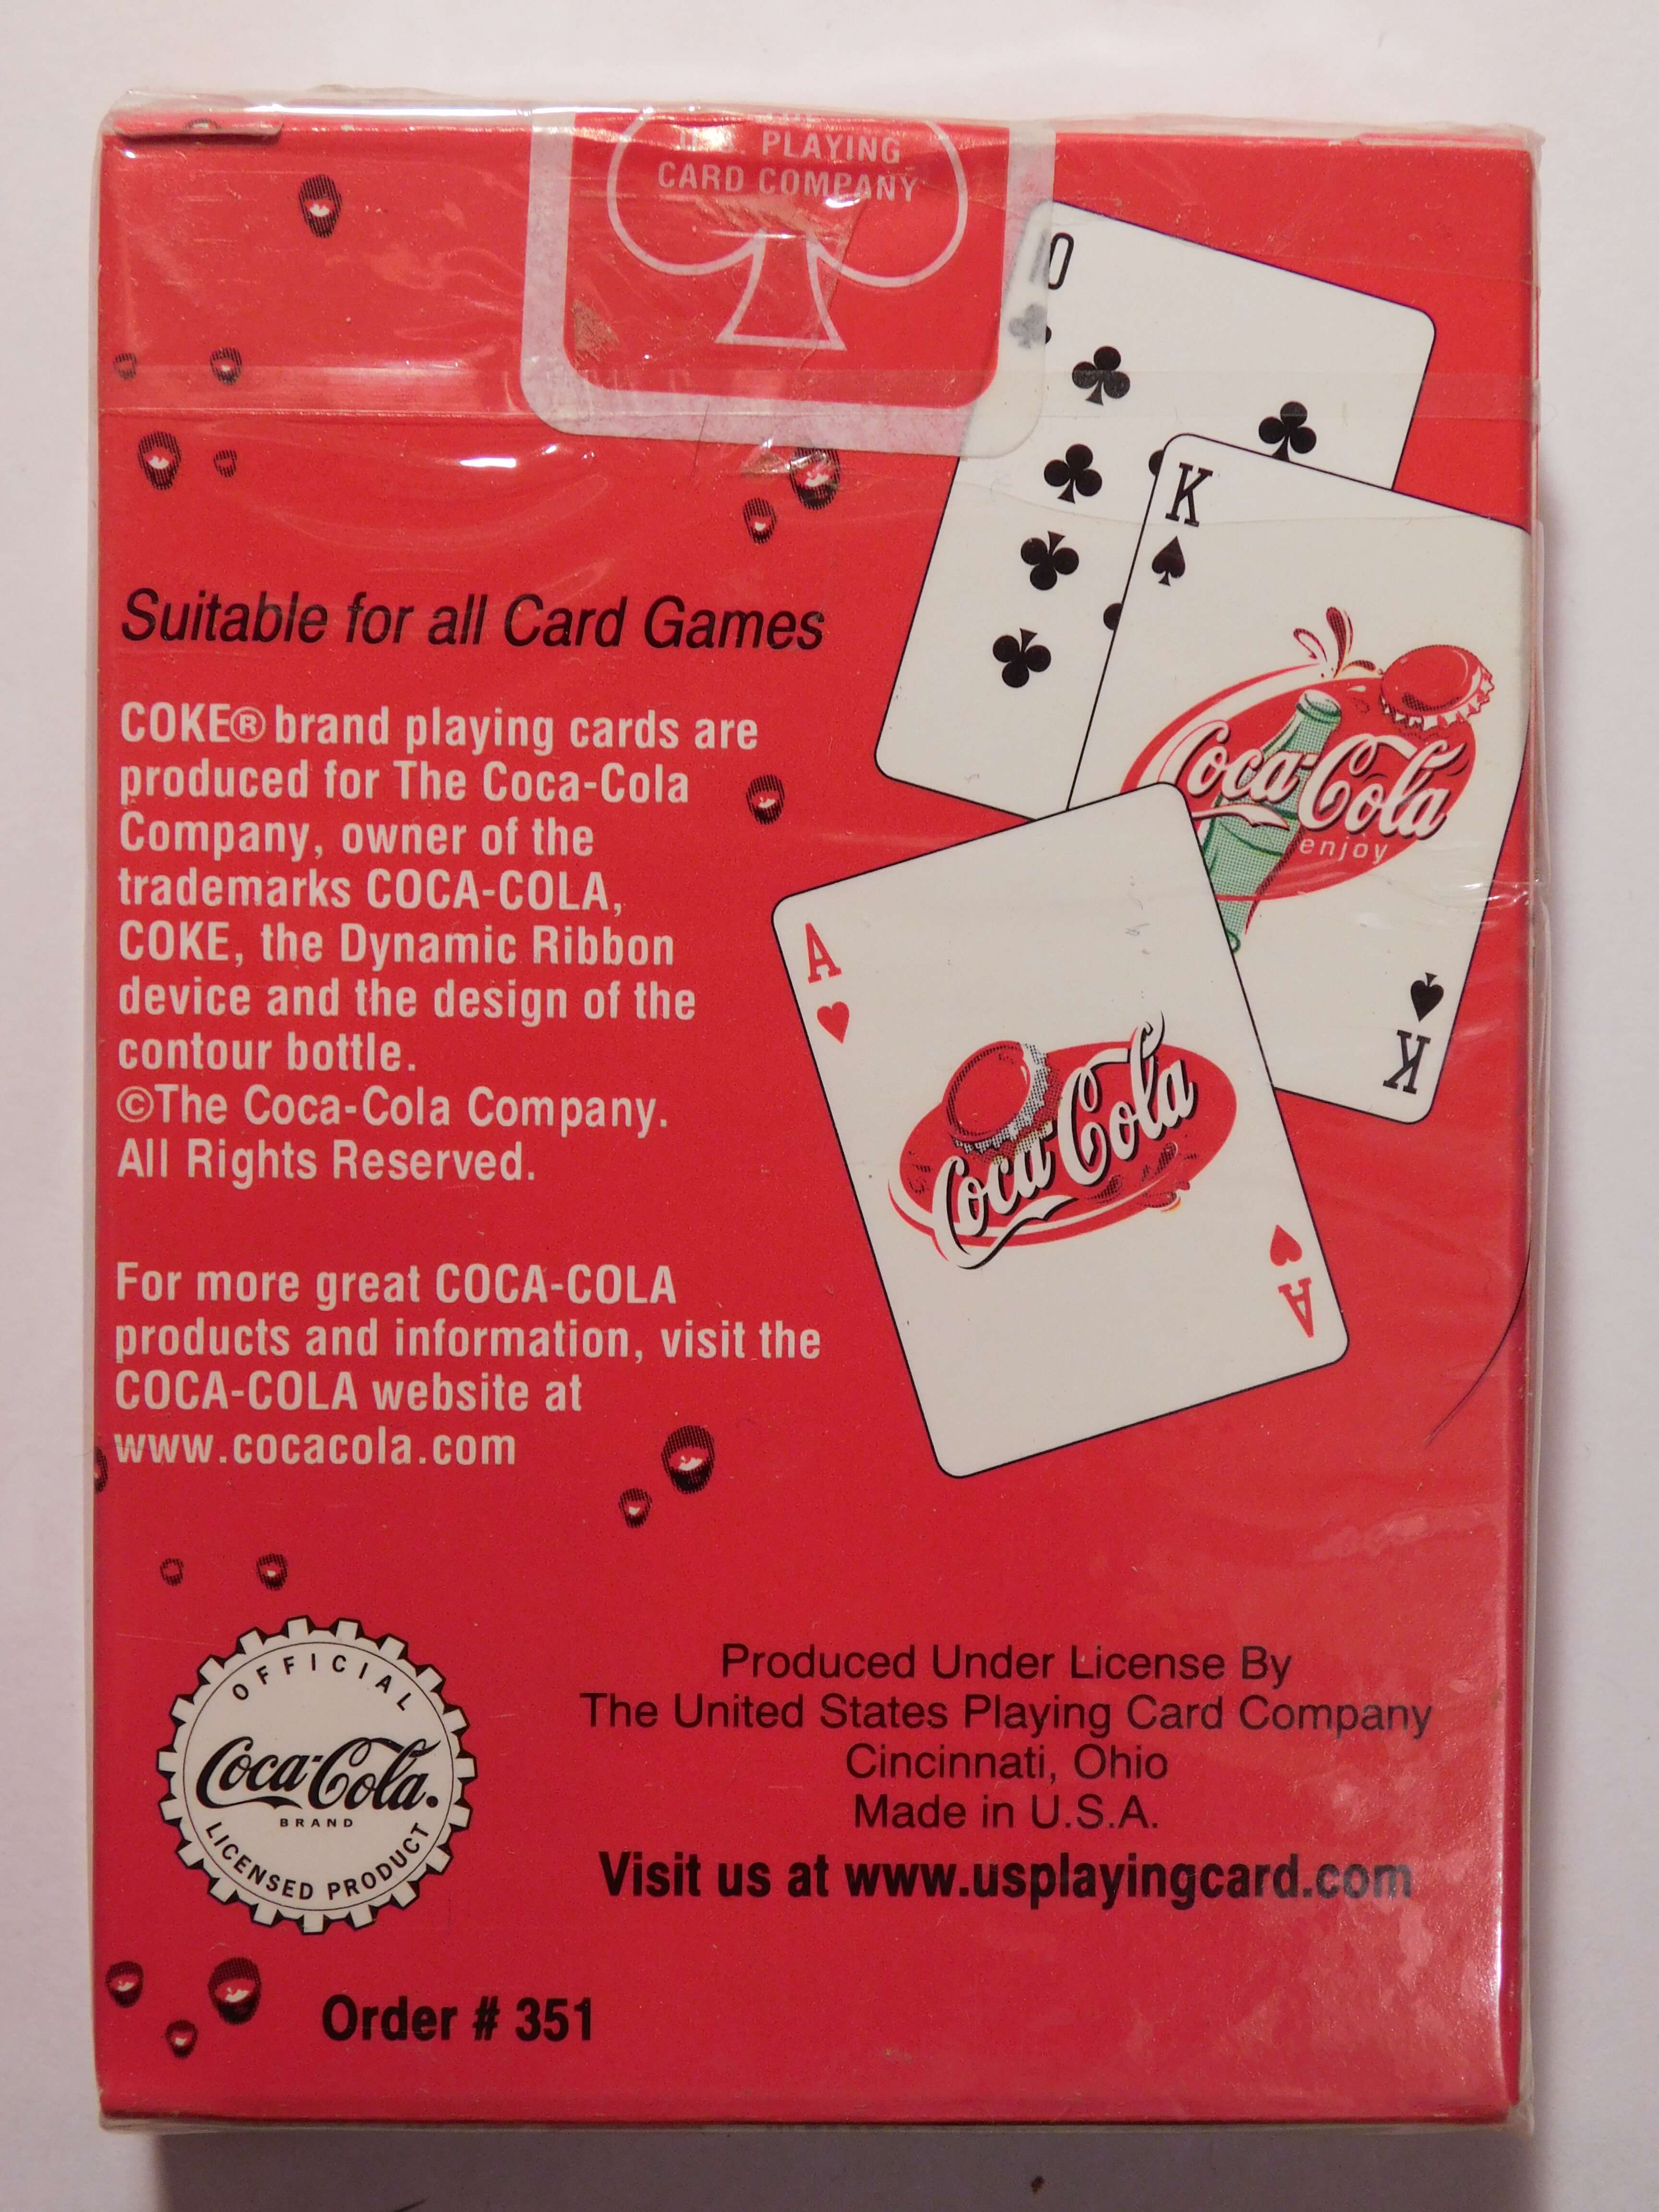 PLAYING
CARD COMPANY
K
Suitable for all Card Games
COKE® brand playing cards are
produced for The Coca-Cola
Company, owner of the
trademarks COCA-COLA,
COKE, the Dynamic Ribbon
device and the design of the
contour bottle.
©The Coca-Cola Company.
All Rights Reserved.
For more great COCA-COLA
products and information, visit the
COCA-COLA website at
www.cocacola.com
10
Coca-Cola
enjoy
K
A
Coca-Cola
A
OFFICIAL
Coca-Cola.
BRAND
LICENSED PRODUCT
Produced Under License By
The United States Playing Card Company
Cincinnati, Ohio
Made in U.S.A.
Visit us at www.usplayingcard.com
Order # 351